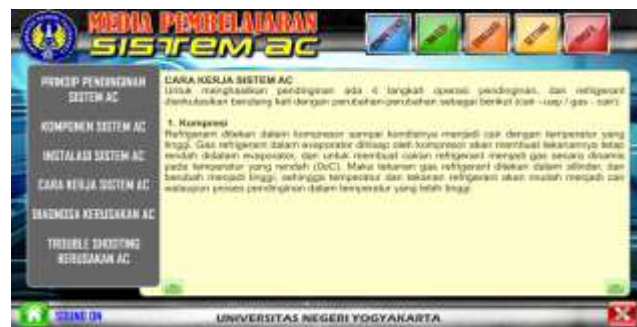 MEDIA PEMBELAJARAN
SISTEM AC
PRINSIP PENDINGINAN
SISTEM AC
KOMPONEN SISTEM AC
INSTALASI SISTEM AC
CARA KERJA SISTEM AC
DIAGNOSA KERUSAKAN AC
TROUBLE SHOOTING
KERUSAKAN AC
CARA KERJA SISTEM AC
Untuk menghasilkan pendinginan ada 4 langkah operasi pendinginan, dan refrigerant
disirkulasikan berulang kali dengan perubahan-perubahan sebagai berikut (cair - uap / gas - cair).
1. Kompresi
Refrigerant ditekan dalam kompresor sampai kondisinya menjadi cair dengan temperatur yang
tinggi. Gas refrigerant dalam evaporator dihisap oleh kompresor akan membuat tekanannya tetap
rendah didalam evaporator, dan untuk membuat cairan refrigerant menjadi gas secara dinamis
pada temperatur yang rendah (0oC). Maka tekanan gas refrigerant ditekan dalam silinder, dan
berubah menjadi tinggi, sehingga temperatur dan tekanan refrigerant akan mudah menjadi cair
walaupun proses pendinginan dalam temperatur yang lebih tinggi.
SOUND ON
UNIVERSITAS NEGERI YOGYAKARTA